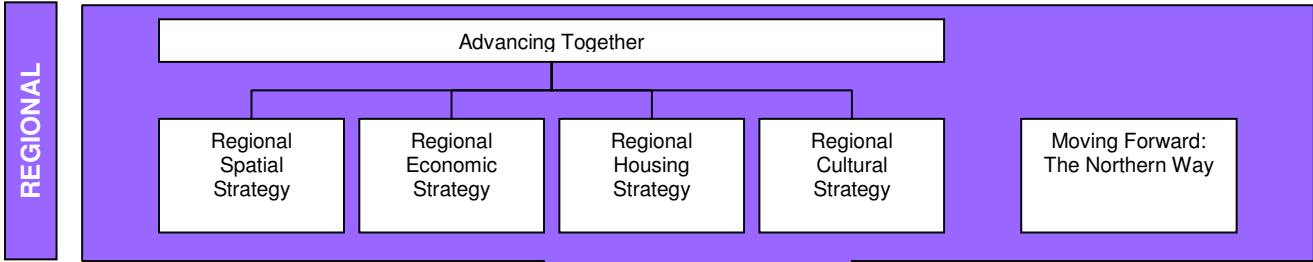 REGIONAL
Advancing Together
Regional
Spatial
Strategy
Regional
Economic
Strategy
Regional
Housing
Strategy
Regional
Cultural
Strategy
Moving Forward:
The Northern Way